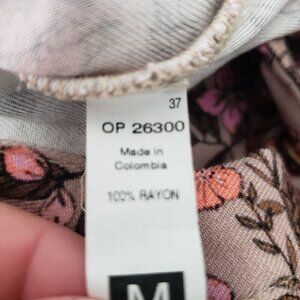 37
OP 26300
Made in
Colombia
100% RAYON
M